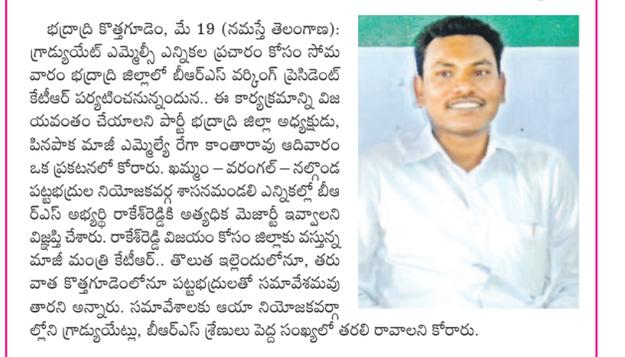 భద్రాద్రి కొత్తగూడెం, మే 19 (నమస్తే తెలంగాణ):
గ్రాడ్యుయేట్ ఎమ్మెల్సీ ఎన్నికల ప్రచారం కోసం సోమ
వారం భద్రాద్రి జిల్లాలో బీఆర్ఎస్ వర్కింగ్ ప్రెసిడెంట్
కేటీఆర్ పర్యటించనున్నందున.. ఈ కార్యక్రమాన్ని విజ
యవంతం చేయాలని పార్టీ భద్రాద్రి జిల్లా అధ్యక్షుడు,
పినపాక మాజీ ఎమ్మెల్యే రేగా కాంతారావు ఆదివారం
ఒక ప్రకటనలో కోరారు. ఖమ్మం – వరంగల్ – నల్గొండ
పట్టభద్రుల నియోజకవర్గ శాసనమండలి ఎన్నికల్లో బీఆ
ర్ఎస్ అభ్యర్థి రాకేశ్‌రెడ్డికి అత్యధిక మెజార్టీ ఇవ్వాలని
విజ్ఞప్తి చేశారు. రాకేశ్‌రెడ్డి విజయం కోసం జిల్లాకు వస్తున్న
మాజీ మంత్రి కేటీఆర్.. తొలుత ఇల్లెందులోనూ, తరు
వాత కొత్తగూడెంలోనూ పట్టభద్రులతో సమావేశమవు
తారని అన్నారు. సమావేశాలకు ఆయా నియోజకవర్గా
ల్లోని గ్రాడ్యుయేట్లు, బీఆర్ఎస్ శ్రేణులు పెద్ద సంఖ్యలో తరలి రావాలని కోరారు.